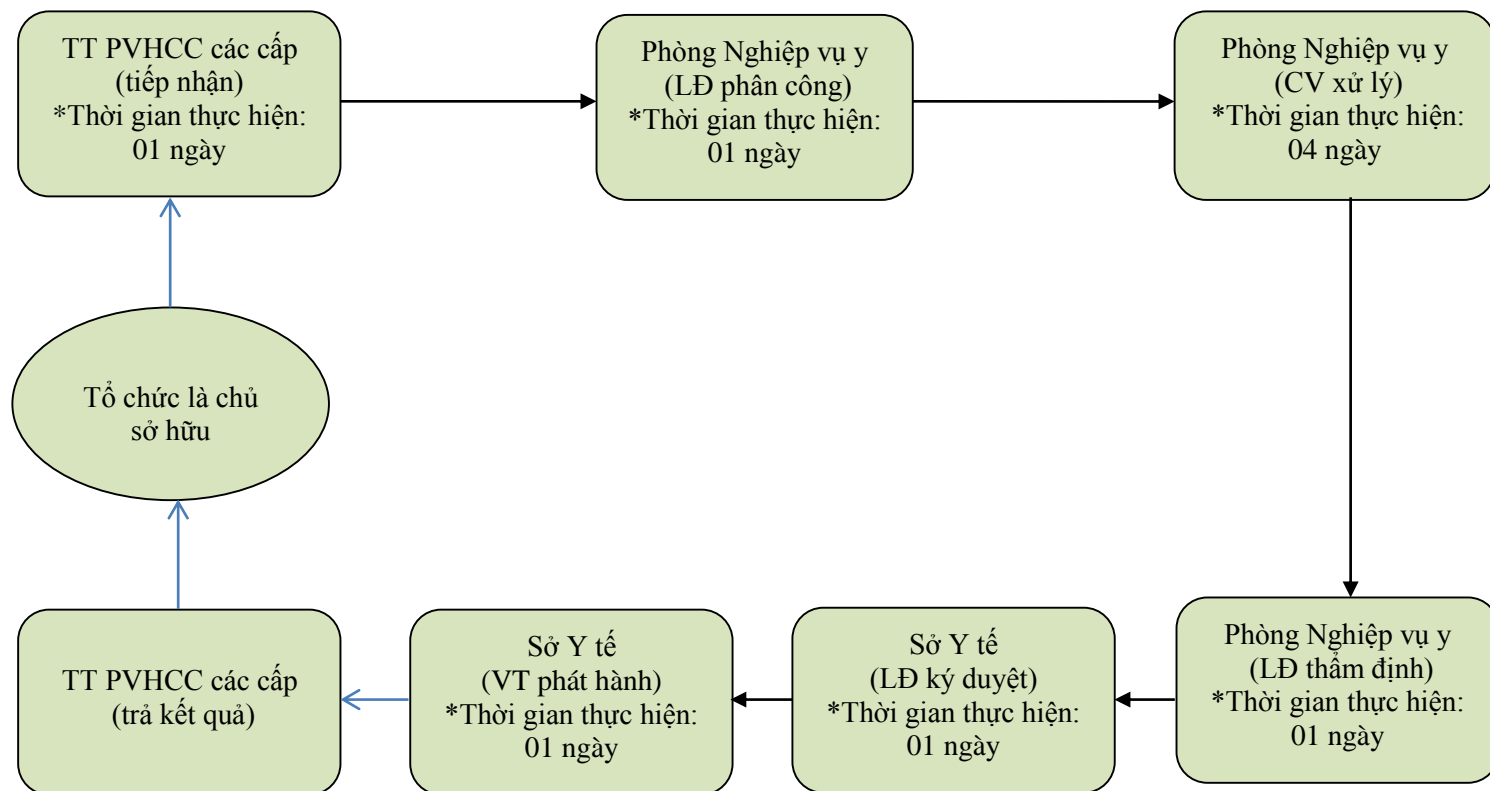 TT PVHCC các cấp
(tiếp nhận)
*Thời gian thực hiện:
01 ngày
Phòng Nghiệp vụ y
(LĐ phân công)
*Thời gian thực hiện:
01 ngày
Phòng Nghiệp vụ y
(CV xử lý)
*Thời gian thực hiện:
04 ngày
Tổ chức là chủ
sở hữu
TT PVHCC các cấp
(trả kết quả)
Sở Y tế
(VT phát hành)
*Thời gian thực hiện:
01 ngày
Sở Y tế
(LĐ ký duyệt)
*Thời gian thực hiện:
01 ngày
Phòng Nghiệp vụ y
(LĐ thẩm định)
*Thời gian thực hiện:
01 ngày